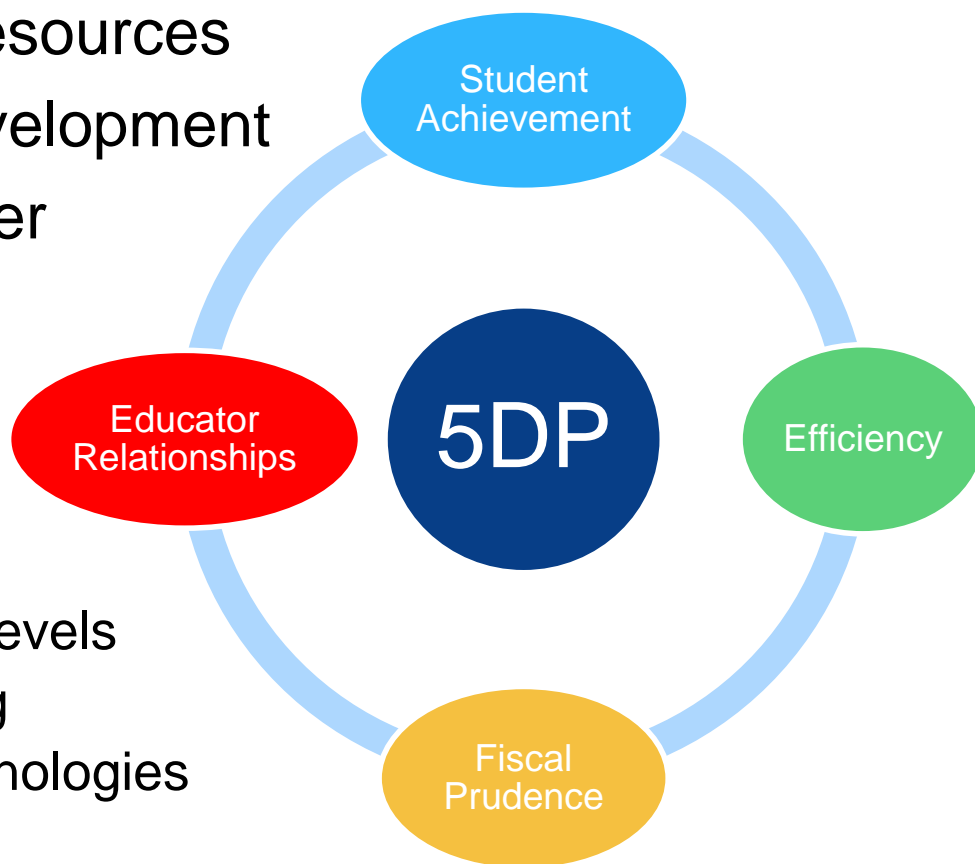 esources
velopment
er
evels
g
nologies
Student
Achievement
Educator
Relationships
5DP
Efficiency
Fiscal
Prudence